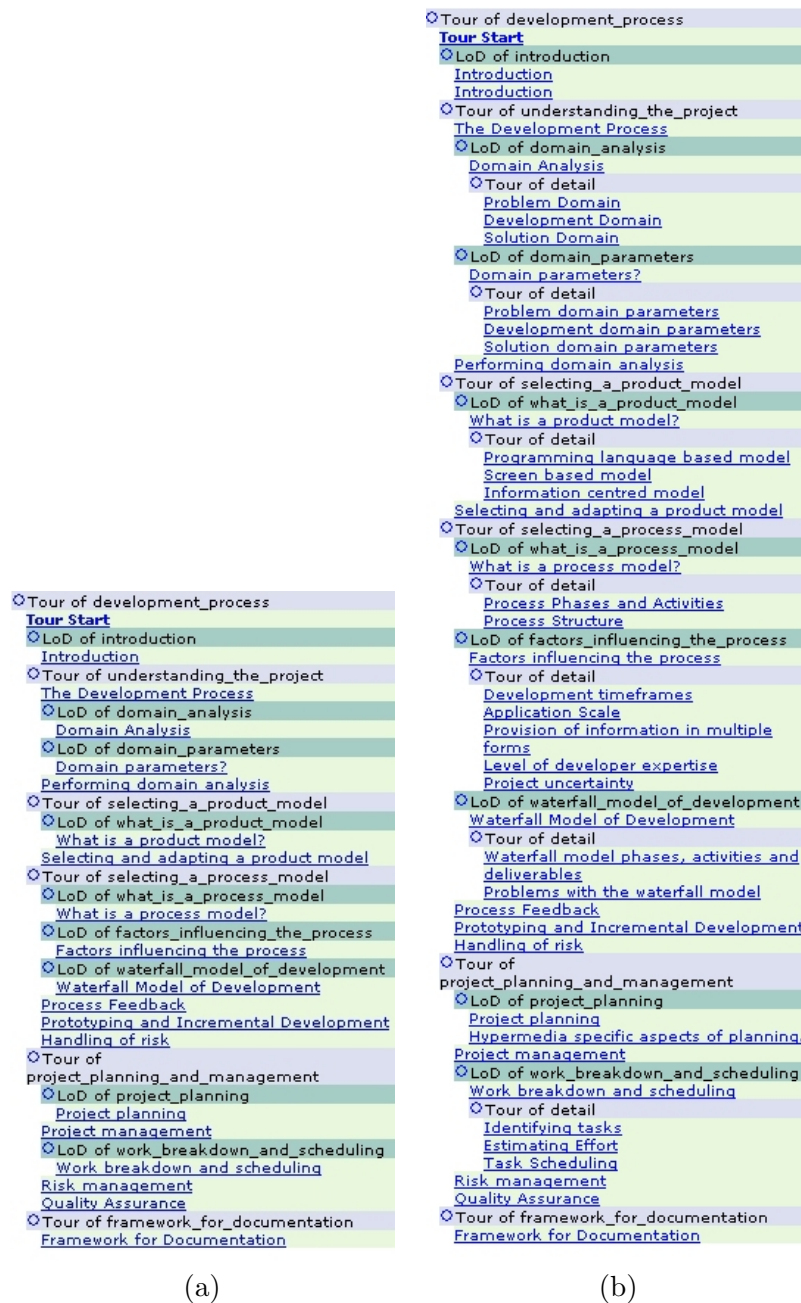 Tour of development_process
Tour Start
LoD of introduction
Introduction
Tour of understanding_the_project
The Development Process
LoD of domain_analysis
Domain Analysis
LoD of domain_parameters
Domain parameters?
Performing domain analysis
Tour of selecting_a_product_model
LoD of what_is_a_product_model
What is a product model?
Selecting and adapting a product model
Tour of selecting_a_process_model
LoD of what_is_a_process_model
What is a process model?
LoD of factors_influencing_the_process
Factors influencing the process
LoD of waterfall_model_of_development
Waterfall Model of Development
Process Feedback
Prototyping and Incremental Development
Handling of risk
Tour of
project_planning_and_management
LoD of project_planning
Project planning
Project management
LoD of work_breakdown_and_scheduling
Work breakdown and scheduling
Risk management
Quality Assurance
Tour of framework_for_documentation
Framework for Documentation
(a)
Tour of development_process
Tour Start
LoD of introduction
Introduction
Introduction
Tour of understanding_the_project
The Development Process
LoD of domain_analysis
Domain Analysis
Tour of detail
Problem Domain
Development Domain
Solution Domain
LoD of domain_parameters
Domain parameters?
Tour of detail
Problem domain parameters
Development domain parameters
Solution domain parameters
Performing domain analysis
Tour of selecting_a_product_model
LoD of what_is_a_product_model
What is a product model?
Tour of detail
Programming language based model
Screen based model
Information centred model
Selecting and adapting a product model
Tour of selecting_a_process_model
LoD of what_is_a_process_model
What is a process model?
Tour of detail
Process Phases and Activities
Process Structure
LoD of factors_influencing_the_process
Factors influencing the process
Tour of detail
Development timeframes
Application Scale
Provision of information in multiple
forms
Level of developer expertise
Project uncertainty
LoD of waterfall_model_of_development
Waterfall Model of Development
Tour of detail
Waterfall model phases, activities and
deliverables
Problems with the waterfall model
Process Feedback
Prototyping and Incremental Development
Handling of risk
Tour of
project_planning_and_management
LoD of project_planning
Project planning
Hypermedia specific aspects of planning.
Project management
LoD of work_breakdown_and_scheduling
Work breakdown and scheduling
Tour of detail
Identifying tasks
Estimating Effort
Task Scheduling
Risk management
Quality Assurance
Tour of framework_for_documentation
Framework for Documentation
(b)